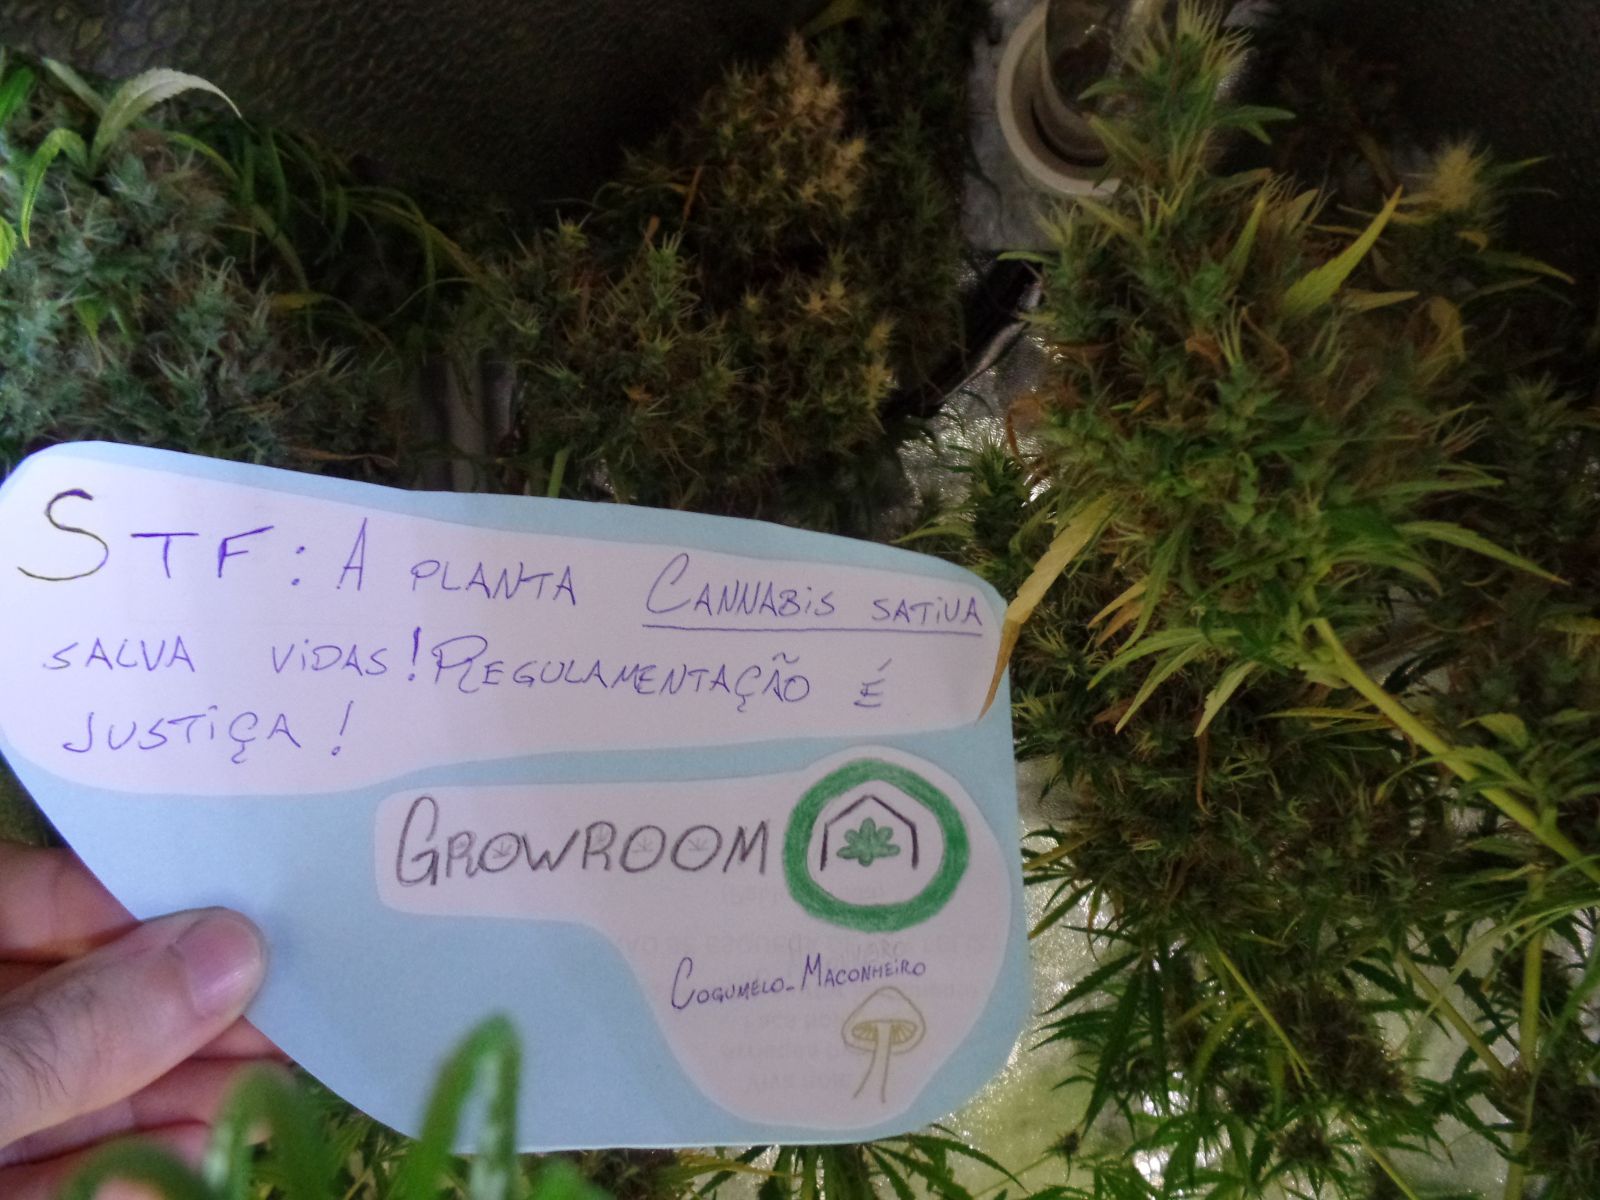 STF: A PLANTA CANNABIS SATIVA
SALVA VIDAS! REGULAMENTAÇÃO É
JUSTIÇA!
GROWROOM
COGUMELO_MACONHEIRO